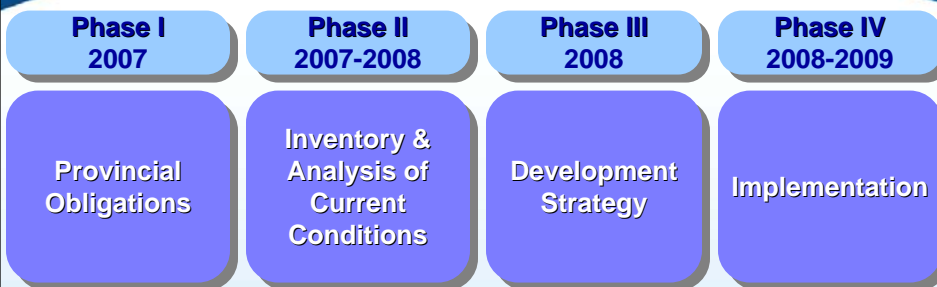 Phase I
2007
Phase II
2007-2008
Phase III
2008
Phase IV
2008-2009
Provincial
Obligations
Inventory &
Analysis of
Current
Conditions
Development
Strategy
Implementation